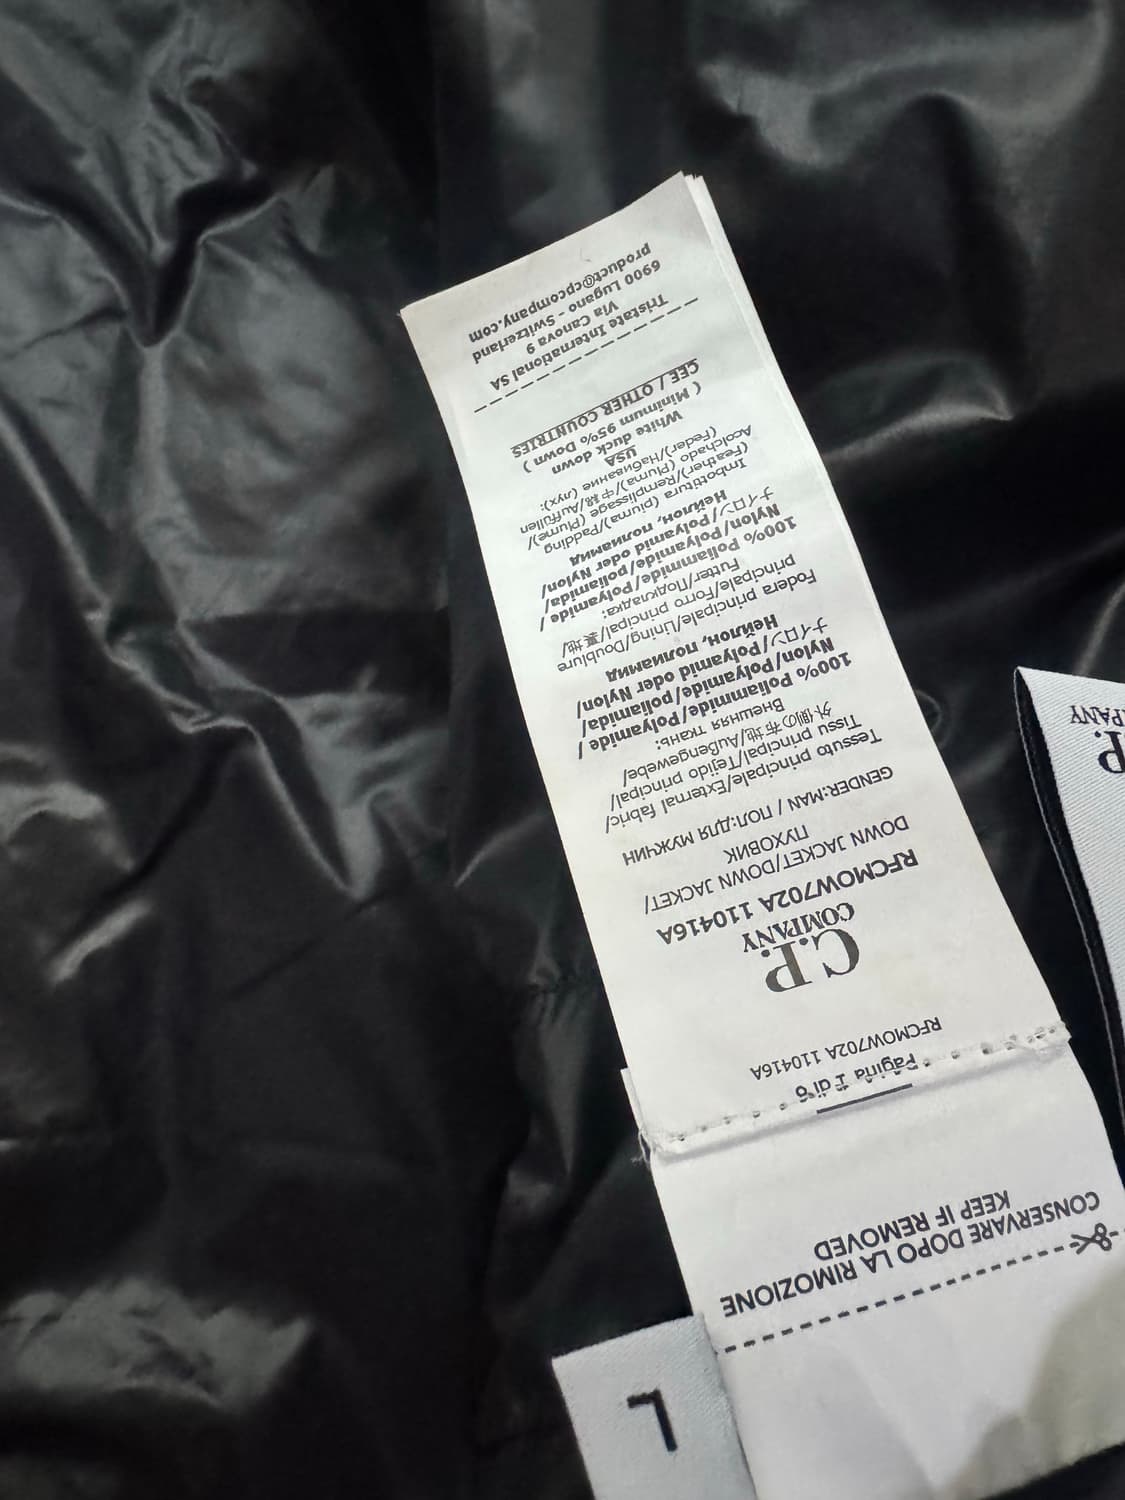 L
CONSERVARE DOPO LA RIMOZIONE
KEEP IF REMOVED
Pagina 1 di 6
RFCMOW702A 110416A
C.P.
COMPANY
RFCMOW702A 110416A
DOWN JACKET/DOWN JACKET/
ПУХОВИК
GENDER:MAN / ПОЛ:ДЛЯ МУЖЧИН
Tessuto principale/External fabric/
Tissu principal/Tejido principal/
外側の布地/Außengewebe/
Внешняя ткань:
100% Poliammide/Polyamide /
Nylon/Polyamide/poliamida/
ナイロン/Polyamid oder Nylon/
Нейлон, полиамид
Fodera principale/Lining/Doublure
principale/Forro principal/裏地/
Futter/Подкладка:
100% Poliammide/Polyamide /
Nylon/Polyamide/poliamida/
ナイロン/Polyamid oder Nylon/
Нейлон, полиамид
Imbottitura (piuma)/Padding
(Feather)/Remplissage (Plume)/
Acolchado (Pluma)/中綿/Auffüllen
(Feder)/Набивание (пух):
USA
White duck down
( Minimum 95% Down )
CEE / OTHER COUNTRIES
Tristate International SA
Via Canova 9
6900 Lugano - Switzerland
product@cpcompany.com
P.
PANY